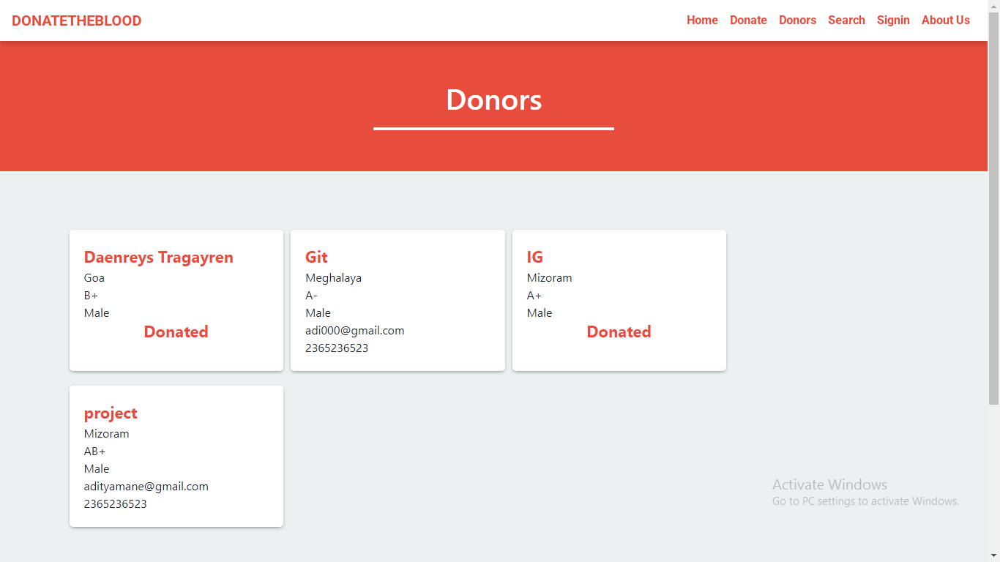 DONATETHEBLOOD
Home Donate Donors Search Signin About Us
Donors
Daenreys Tragayren
Goa
B+
Male
Donated
Git
Meghalaya
A-
Male
adi000@gmail.com
2365236523
IG
Mizoram
A+
Male
Donated
project
Mizoram
AB+
Male
adityamane@gmail.com
2365236523
Activate Windows
Go to PC settings to activate Windows.